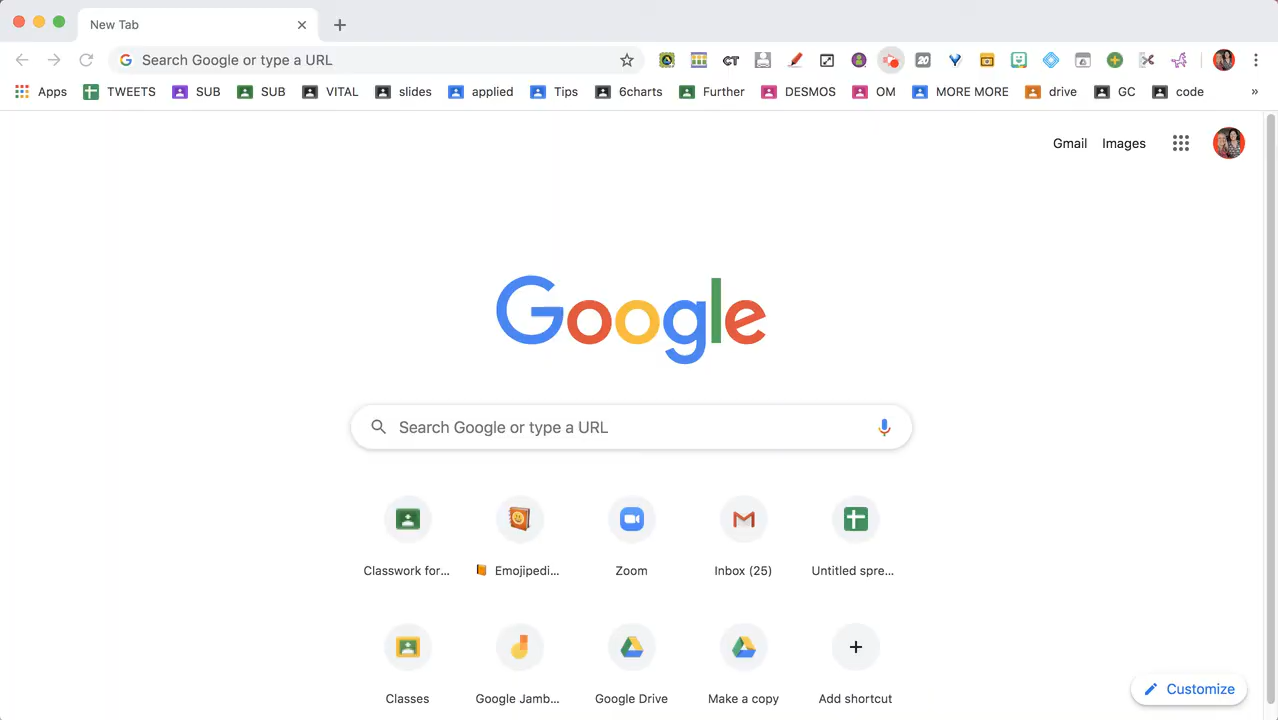 New Tab
Search Google or type a URL
CT
20
Apps TWEETS SUB SUB VITAL slides applied Tips 6charts Further DESMOS OM MORE MORE drive GC code »
Gmail Images
Google
Search Google or type a URL
Classwork for... Emojipedi... Zoom Inbox (25) Untitled spre...
Classes Google Jamb... Google Drive Make a copy Add shortcut
Customize